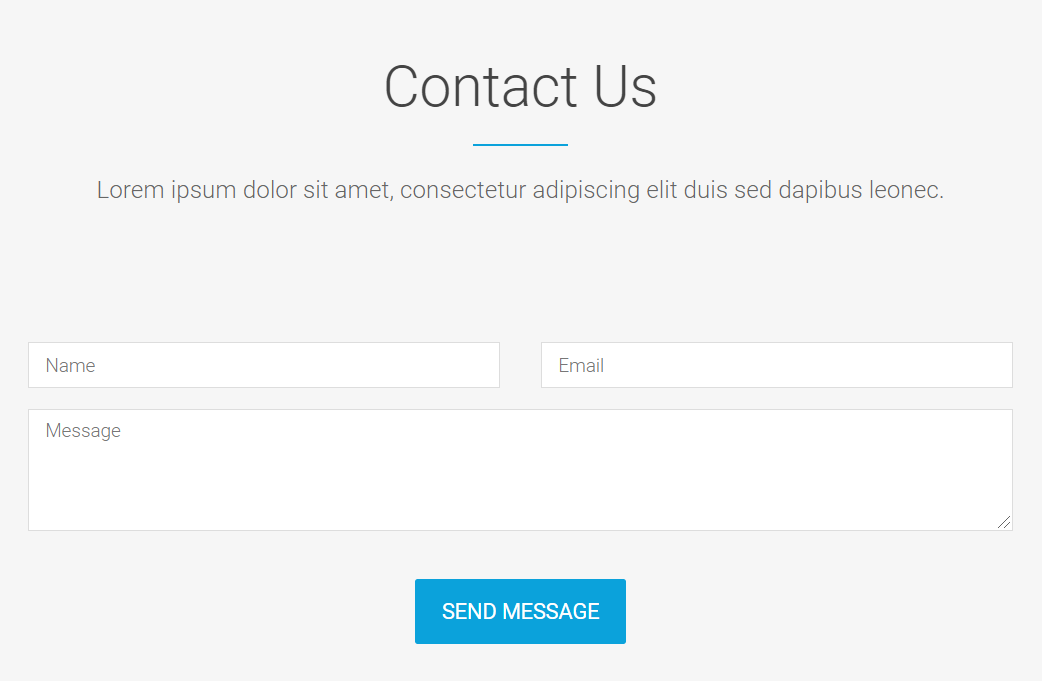 Contact Us
Lorem ipsum dolor sit amet, consectetur adipiscing elit duis sed dapibus leonec.
Name
Email
Message
SEND MESSAGE